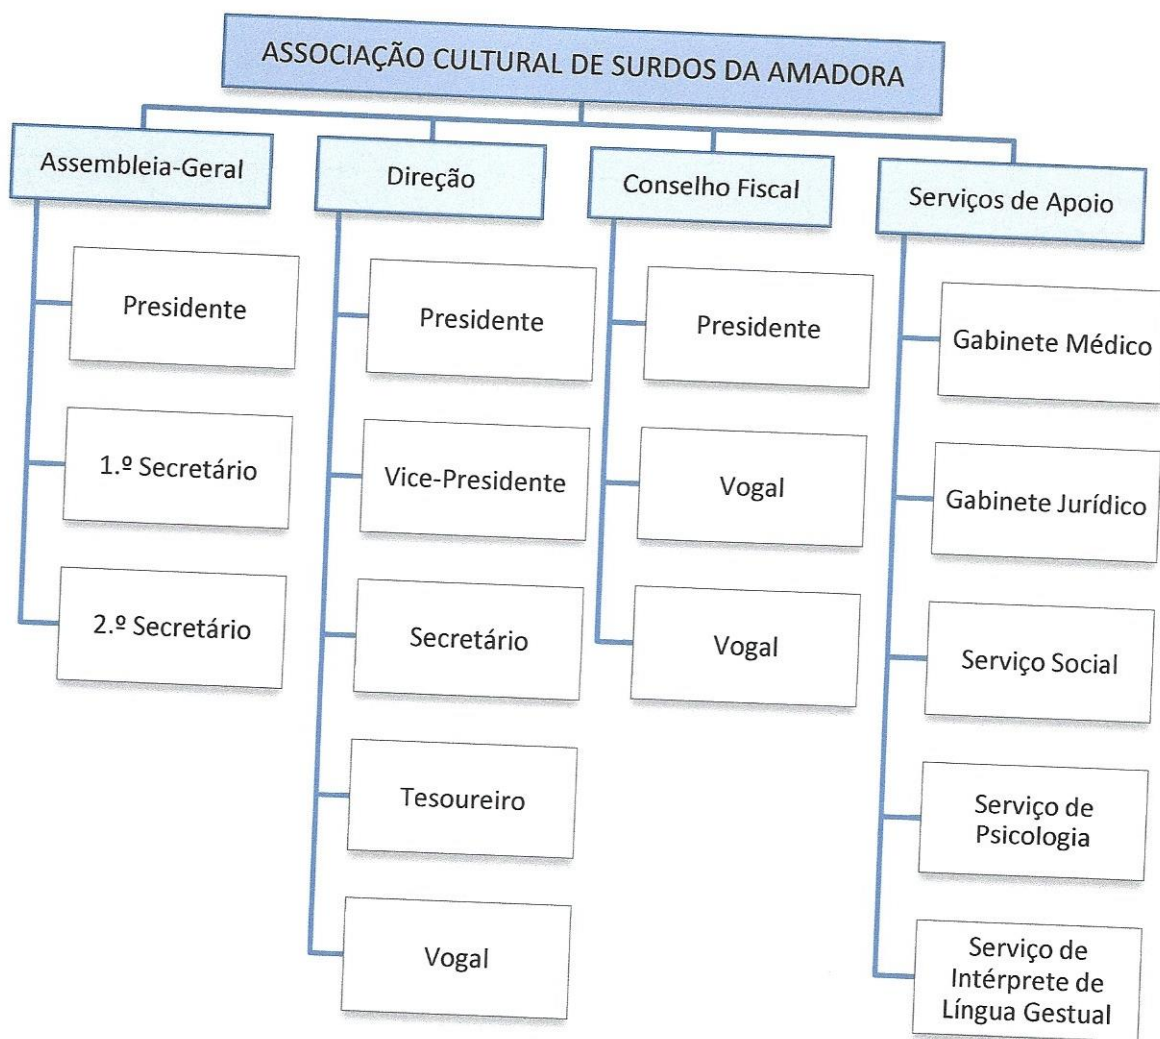 ASSOCIAÇÃO CULTURAL DE SURDOS DA AMADORA
Assembleia-Geral
Presidente
1.º Secretário
2.º Secretário
Direção
Presidente
Vice-Presidente
Secretário
Tesoureiro
Vogal
Conselho Fiscal
Presidente
Vogal
Vogal
Serviços de Apoio
Gabinete Médico
Gabinete Jurídico
Serviço Social
Serviço de
Psicologia
Serviço de
Intérprete de
Língua Gestual